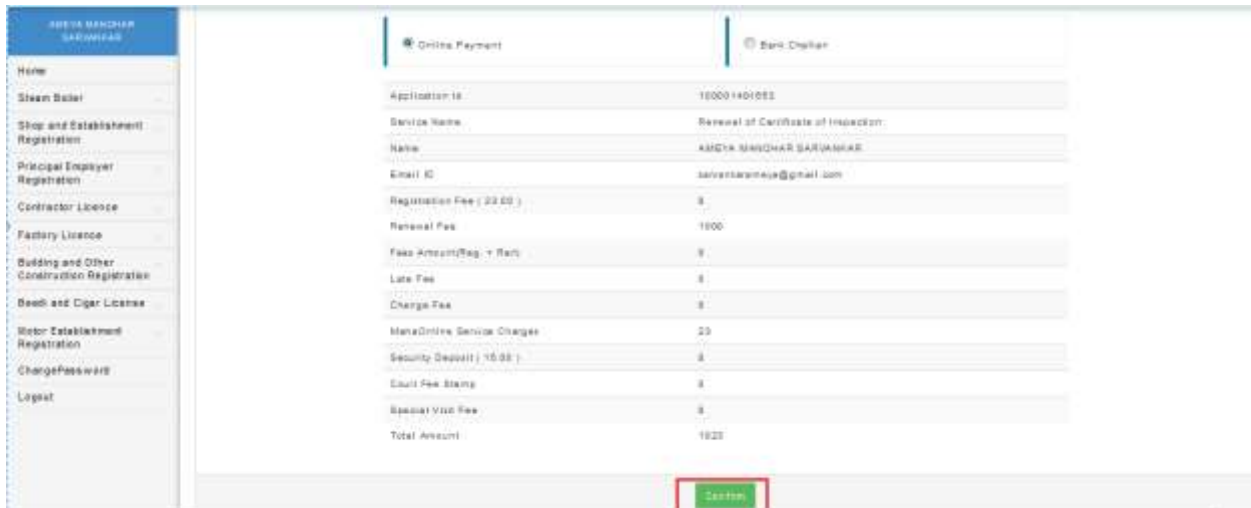 AMEYA MANOHAR
SARVANKAR
Home
Steam Boiler
Shop and Establishment
Registration
Principal Employer
Registration
Contractor Licence
Factory Licence
Building and Other
Construction Registration
Beedi and Cigar License
Motor Establishment
Registration
ChangePassword
Logout
Online Payment
Bank Challan
Application Id
Service Name Renewal of Certificate of Inspection
Name AMEYA MANOHAR SARVANKAR
Email ID
Registration Fee ( 23.00 ) 0
Renewal Fee 1000
Fees Amount(Reg. + Ren) 0
Late Fee 0
Change Fee 0
MahaOnline Service Charges 23
Security Deposit ( 15.00 ) 0
Court Fee Stamp 0
Special Visit Fee 0
Total Amount 1023
Confirm